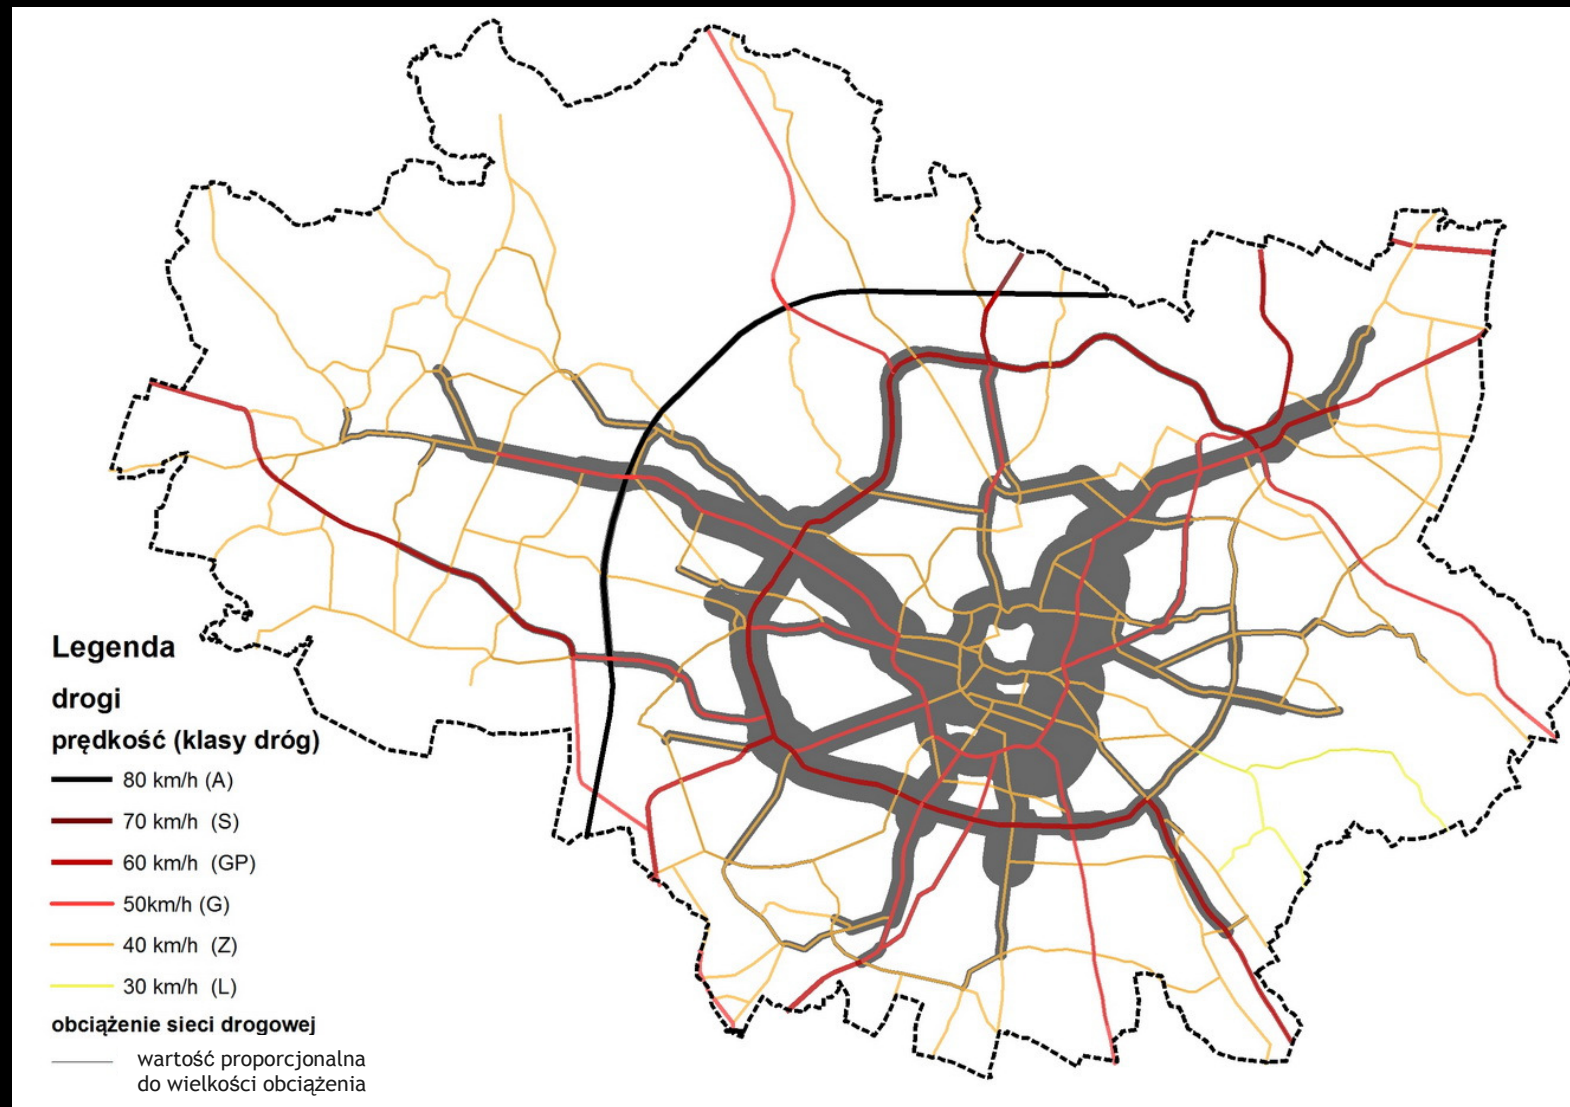 Legenda
drogi
prędkość (klasy dróg)
80 km/h (A)
70 km/h (S)
60 km/h (GP)
50km/h (G)
40 km/h (Z)
30 km/h (L)
obciążenie sieci drogowej
wartość proporcjonalna
do wielkości obciążenia